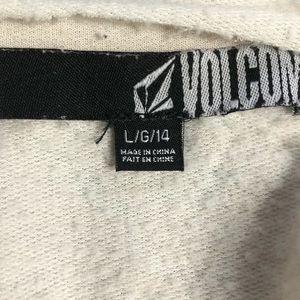 VOLCOM
L/G/14
MADE IN CHINA
FAIT EN CHINE